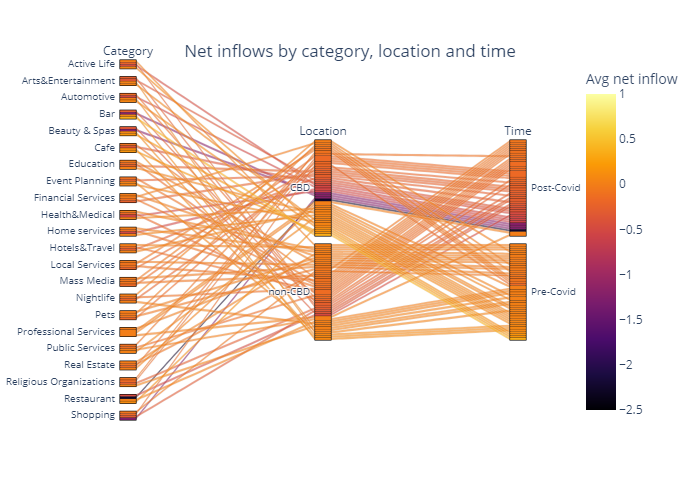 Net inflows by category, location and time
Category
Active Life
Arts&Entertainment
Automotive
Bar
Beauty & Spas
Cafe
Education
Event Planning
Financial Services
Health&Medical
Home services
Hotels&Travel
Local Services
Mass Media
Nightlife
Pets
Professional Services
Public Services
Real Estate
Religious Organizations
Restaurant
Shopping
Location
CBD
non-CBD
Time
Post-Covid
Pre-Covid
Avg net inflow
1
0.5
0
−0.5
−1
−1.5
−2
−2.5